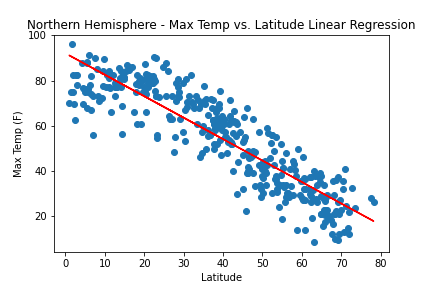 Northern Hemisphere - Max Temp vs. Latitude Linear Regression
100
80
60
40
20
Max Temp (F)
0 10 20 30 40 50 60 70 80
Latitude